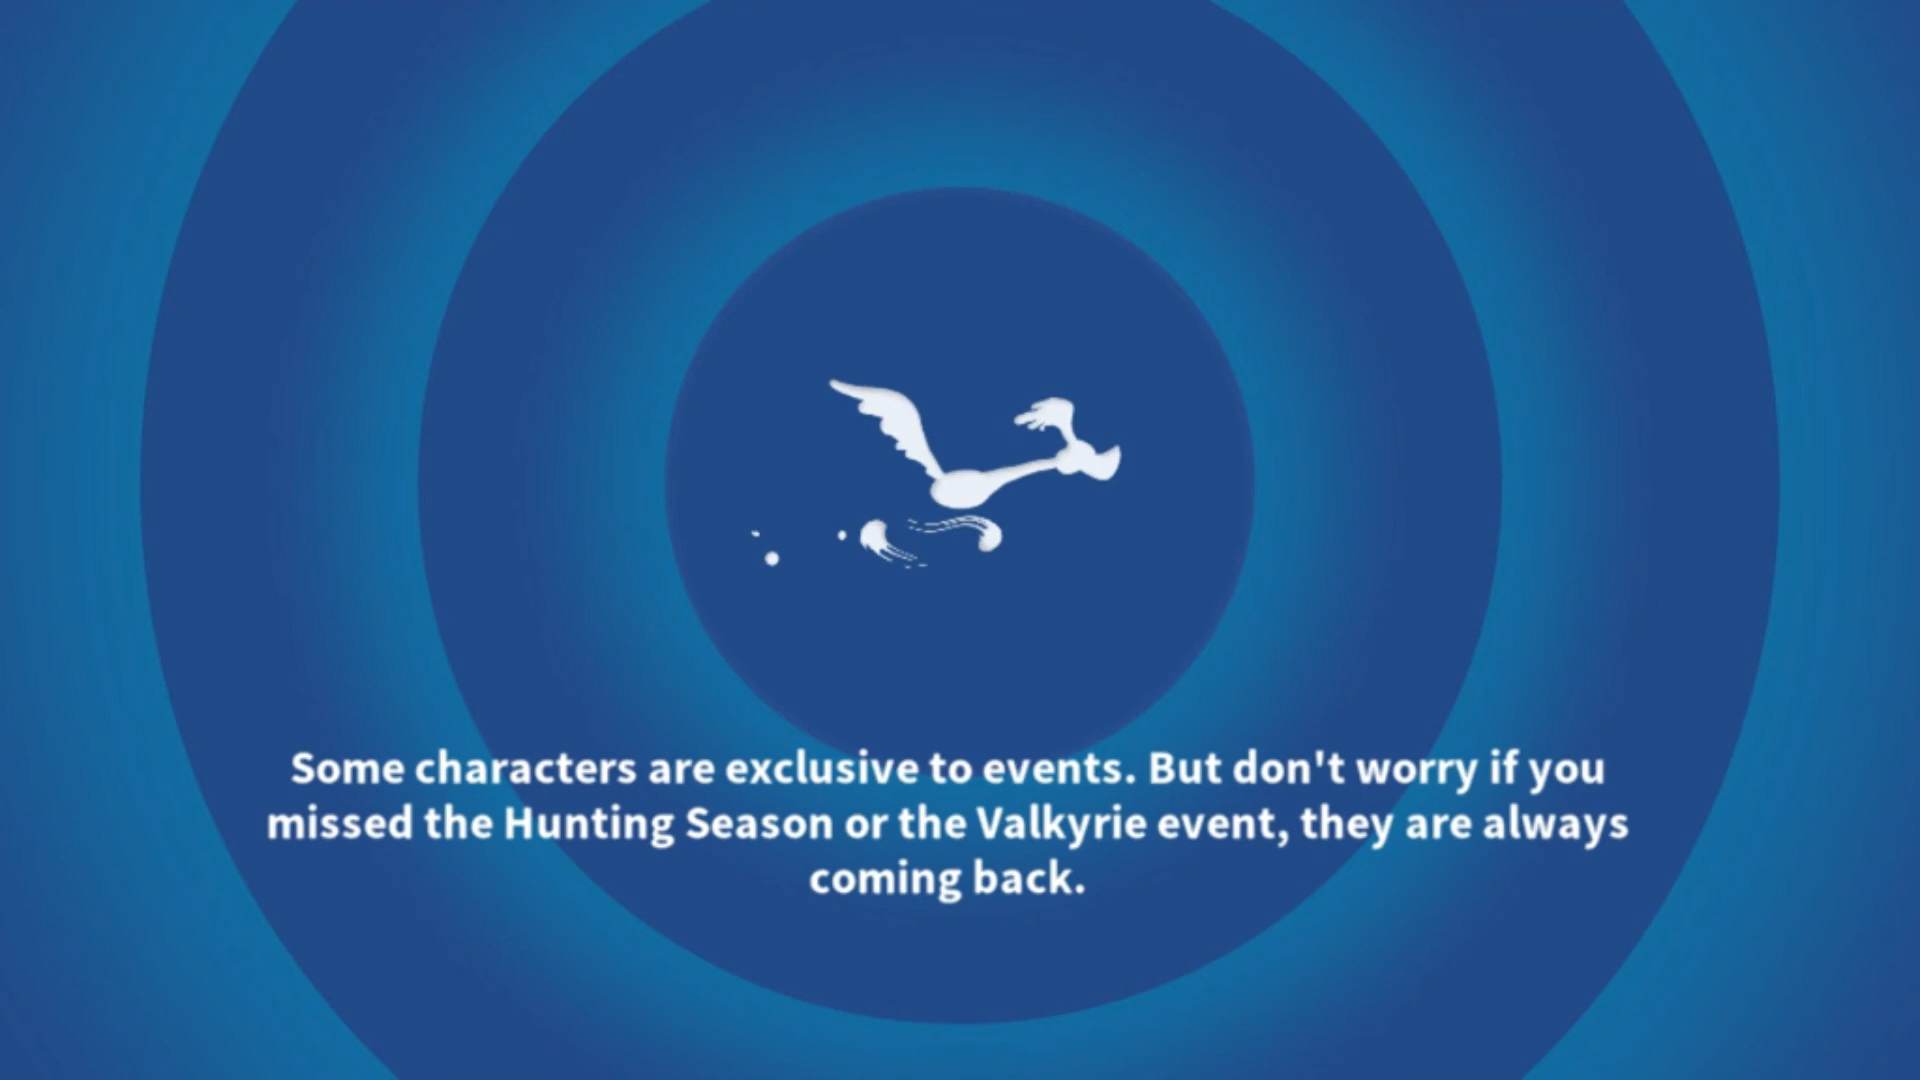 Some characters are exclusive to events. But don't worry if you
missed the Hunting Season or the Valkyrie event, they are always
coming back.